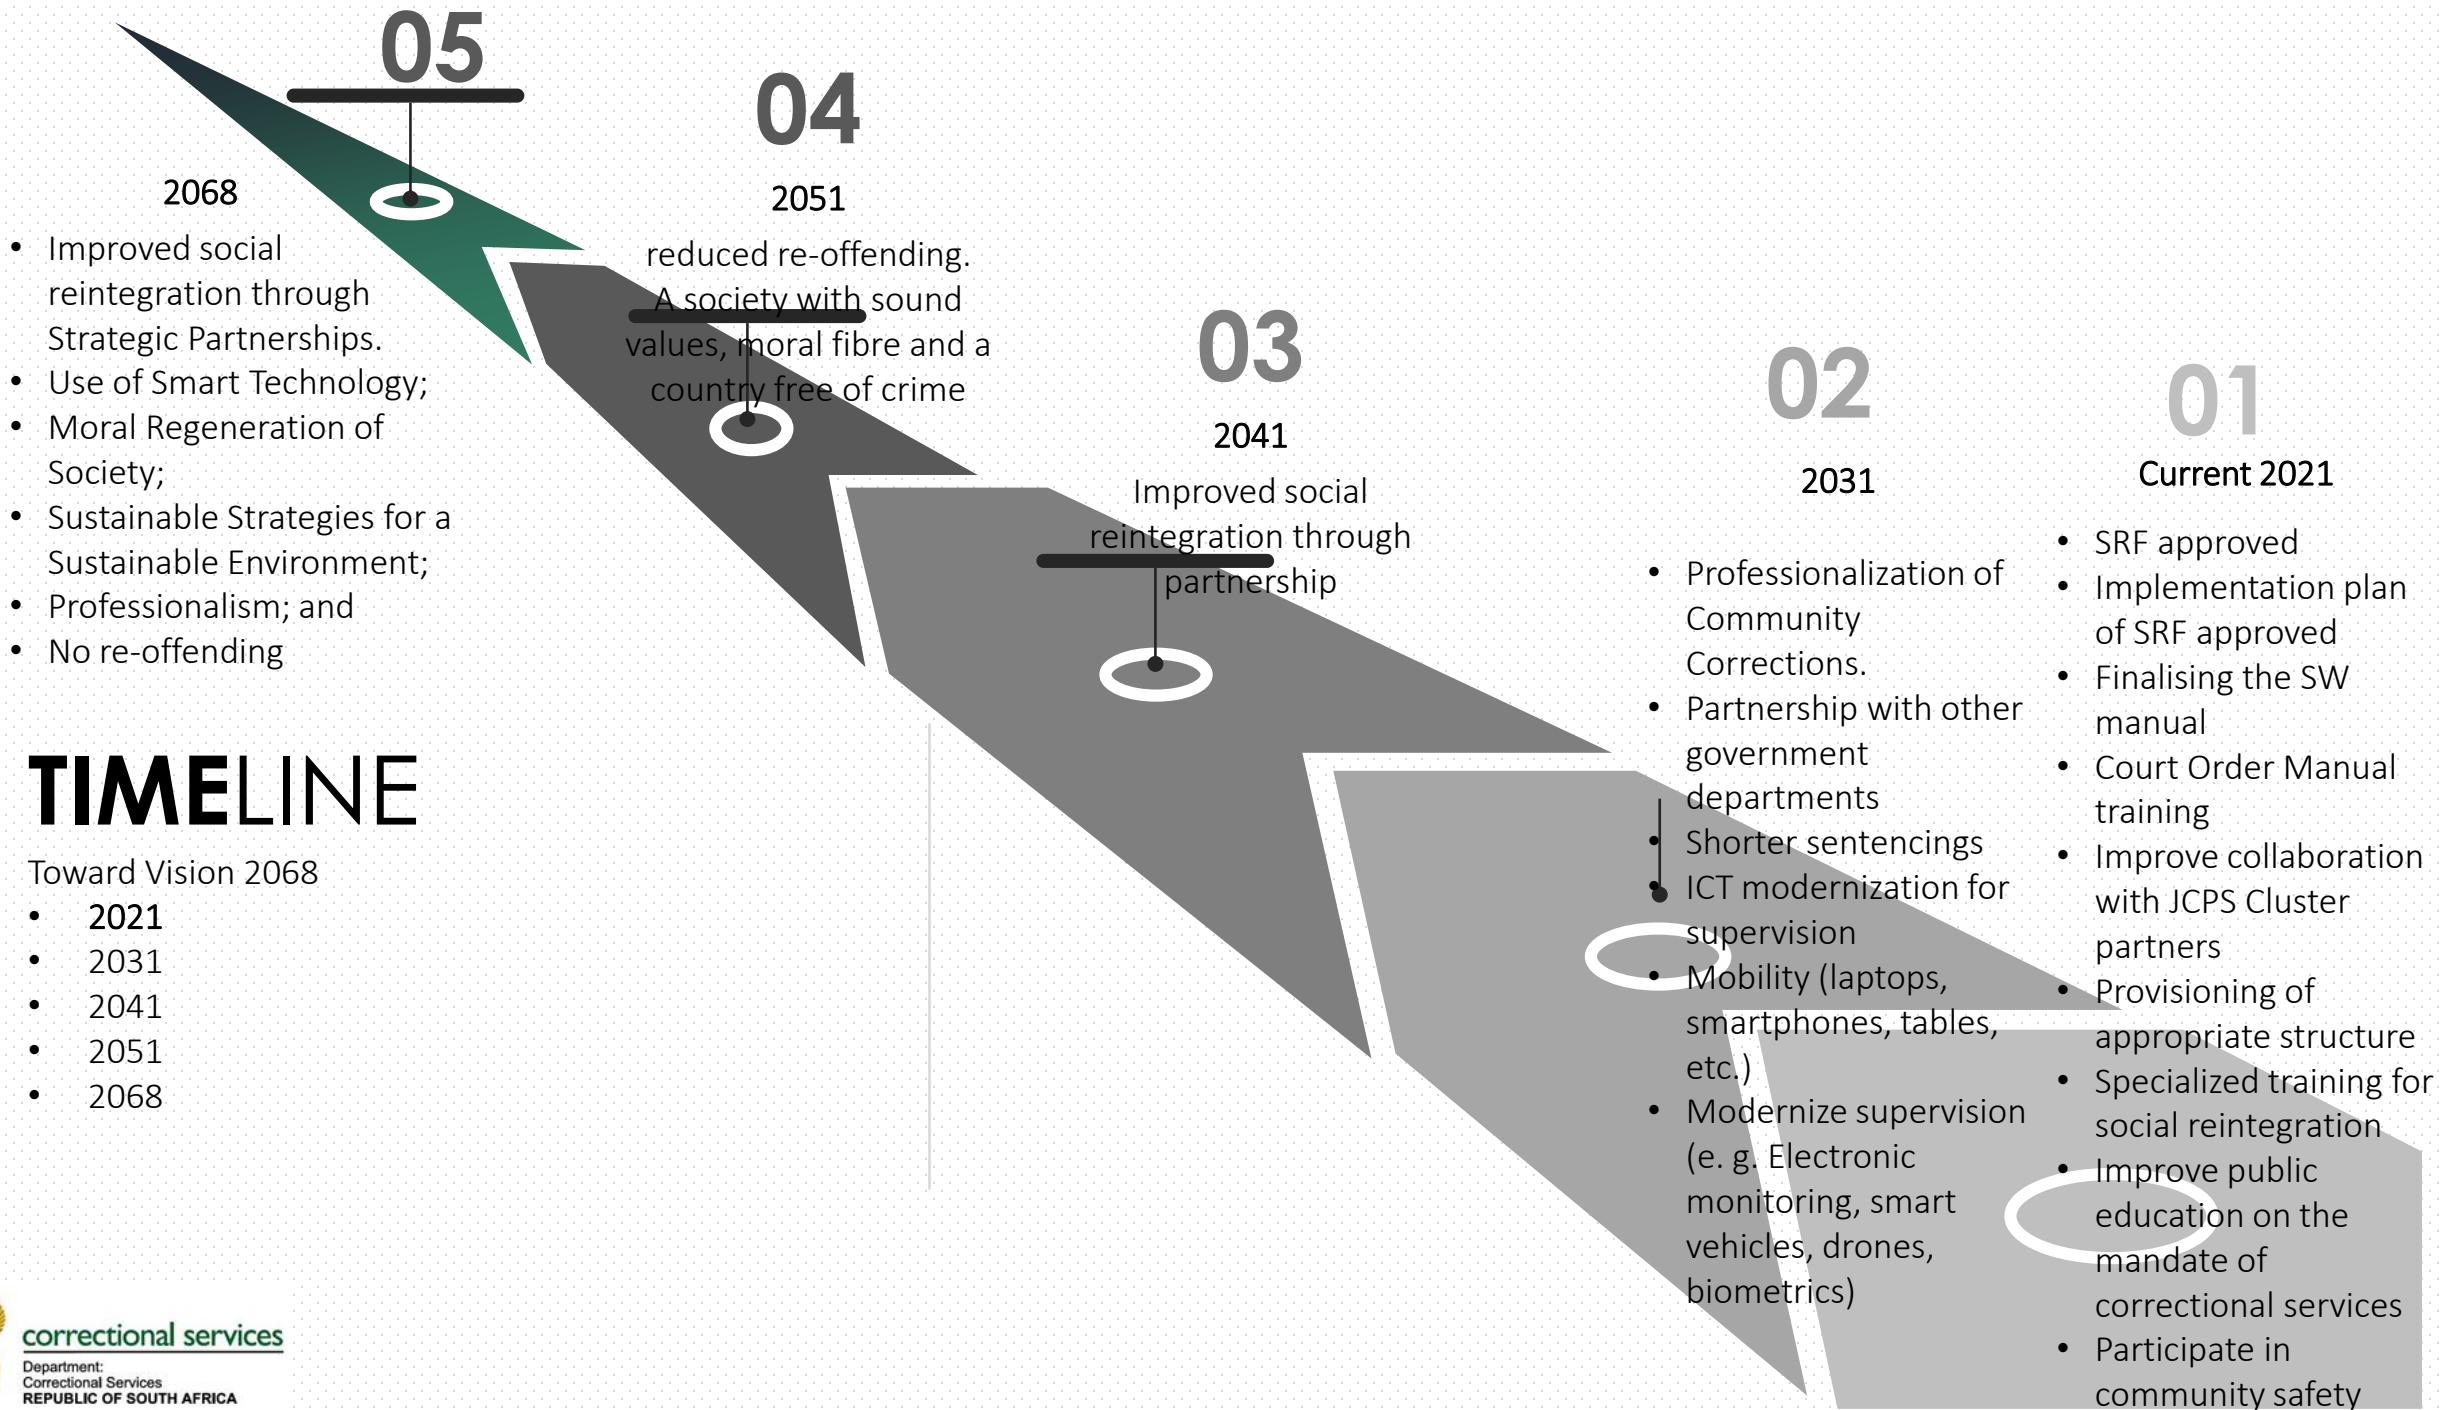 05
2068
• Improved social
reintegration through
Strategic Partnerships.
• Use of Smart Technology;
• Moral Regeneration of
Society;
• Sustainable Strategies for a
Sustainable Environment;
• Professionalism; and
• No re-offending
04
2051
reduced re-offending.
A society with sound
values, moral fibre and a
country free of crime
03
2041
Improved social
reintegration through
partnership
02
2031
• Professionalization of
Community
Corrections.
• Partnership with other
government
departments
• Shorter sentencings
• ICT modernization for
supervision
• Mobility (laptops,
smartphones, tables,
etc.)
• Modernize supervision
(e. g. Electronic
monitoring, smart
vehicles, drones,
biometrics)
01
Current 2021
• SRF approved
• Implementation plan
of SRF approved
• Finalising the SW
manual
• Court Order Manual
training
• Improve collaboration
with JCPS Cluster
partners
• Provisioning of
appropriate structure
• Specialized training for
social reintegration
• Improve public
education on the
mandate of
correctional services
• Participate in
community safety
TIMELINE
Toward Vision 2068
• 2021
• 2031
• 2041
• 2051
• 2068
correctional services
Department:
Correctional Services
REPUBLIC OF SOUTH AFRICA